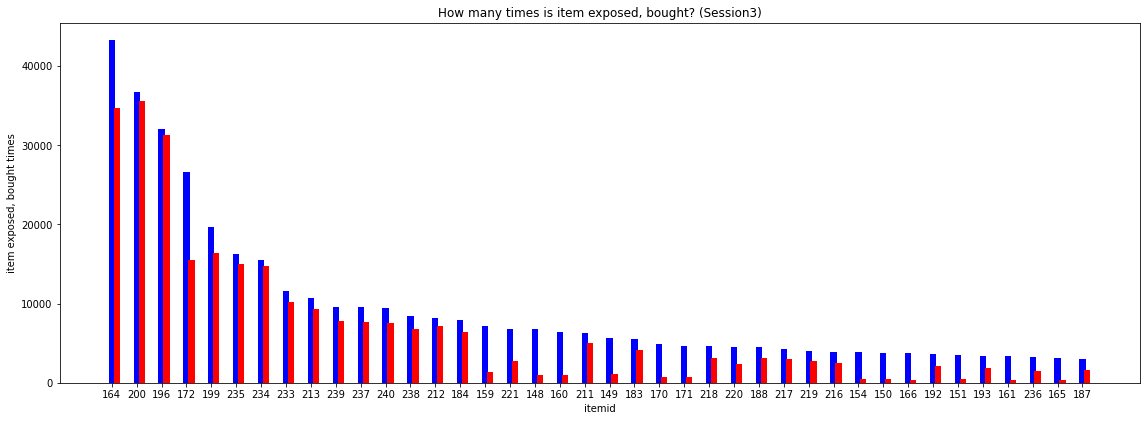 How many times is item exposed, bought? (Session3)
item exposed, bought times
40000
30000
20000
10000
0
164 200 196 172 199 235 234 233 213 239 237 240 238 212 184 159 221 148 160 211 149 183 170 171 218 220 188 217 219 216 154 150 166 192 151 193 161 236 165 187
itemid